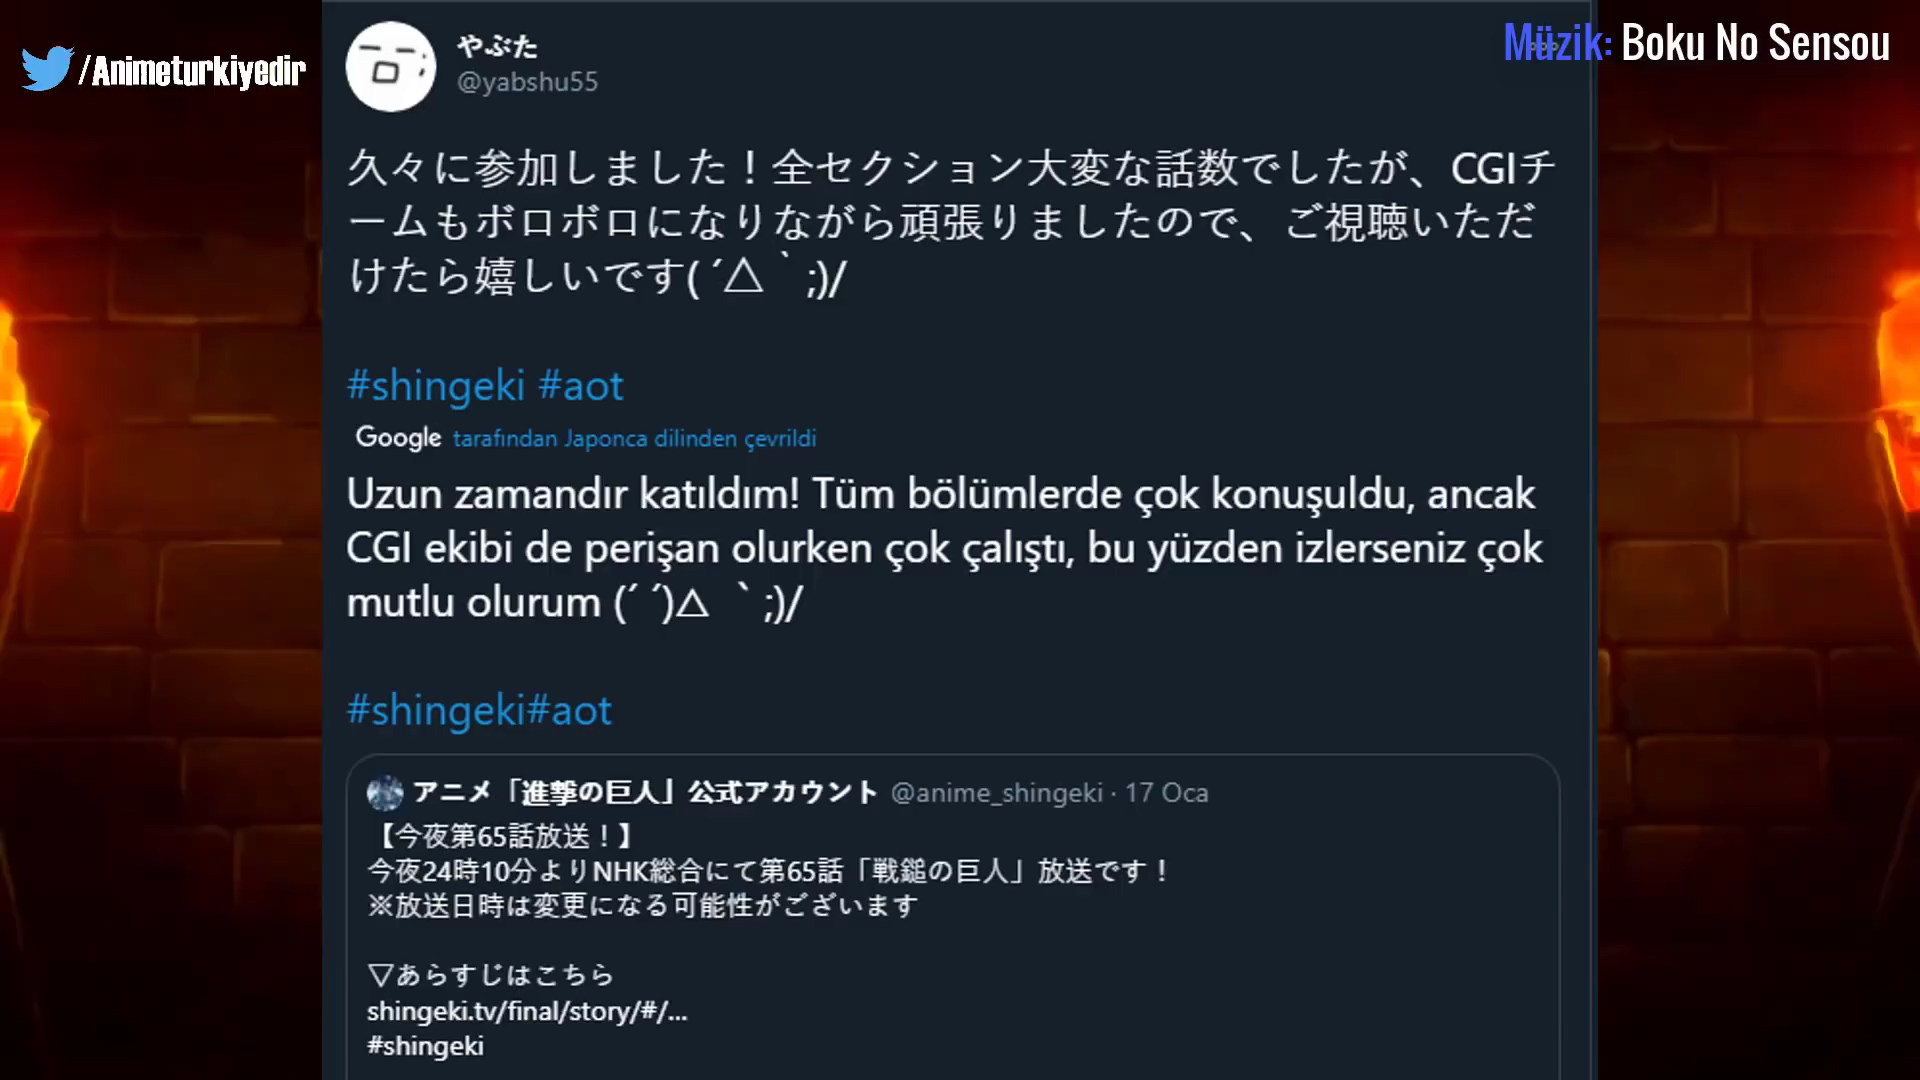 /Animeturkiyedir
Müzik: Boku No Sensou
やぶた
@yabshu55
久々に参加しました！全セクション大変な話数でしたが、CGIチ
ームもボロボロになりながら頑張りましたので、ご視聴いただ
けたら嬉しいです( ´△｀;)/
#shingeki #aot
Google tarafından Japonca dilinden çevrildi
Uzun zamandır katıldım! Tüm bölümlerde çok konuşuldu, ancak
CGI ekibi de perişan olurken çok çalıştı, bu yüzden izlerseniz çok
mutlu olurum (´ ´)△ ｀;)/
#shingeki#aot
アニメ「進撃の巨人」公式アカウント @anime_shingeki · 17 Oca
【今夜第65話放送！】
今夜24時10分よりNHK総合にて第65話「戦鎚の巨人」放送です！
※放送日時は変更になる可能性がございます
▽あらすじはこちら
shingeki.tv/final/story/#/...
#shingeki